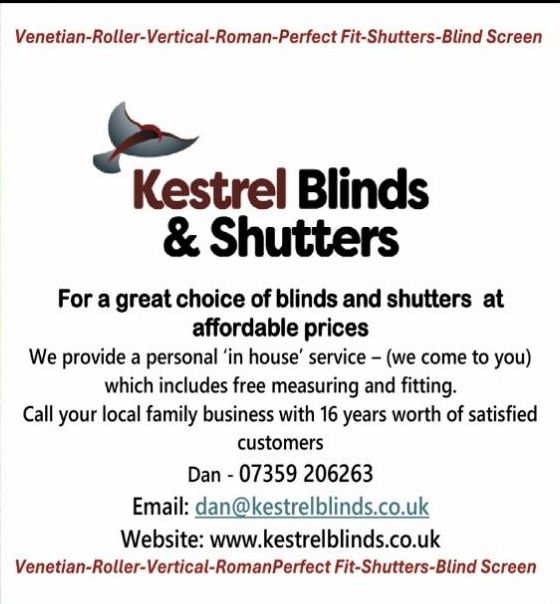 Venetian-Roller-Vertical-Roman-Perfect Fit-Shutters-Blind Screen
Kestrel Blinds
& Shutters
For a great choice of blinds and shutters at
affordable prices
We provide a personal ‘in house’ service – (we come to you)
which includes free measuring and fitting.
Call your local family business with 16 years worth of satisfied
customers
Dan - 07359 206263
Email: dan@kestrelblinds.co.uk
Website: www.kestrelblinds.co.uk
Venetian-Roller-Vertical-RomanPerfect Fit-Shutters-Blind Screen